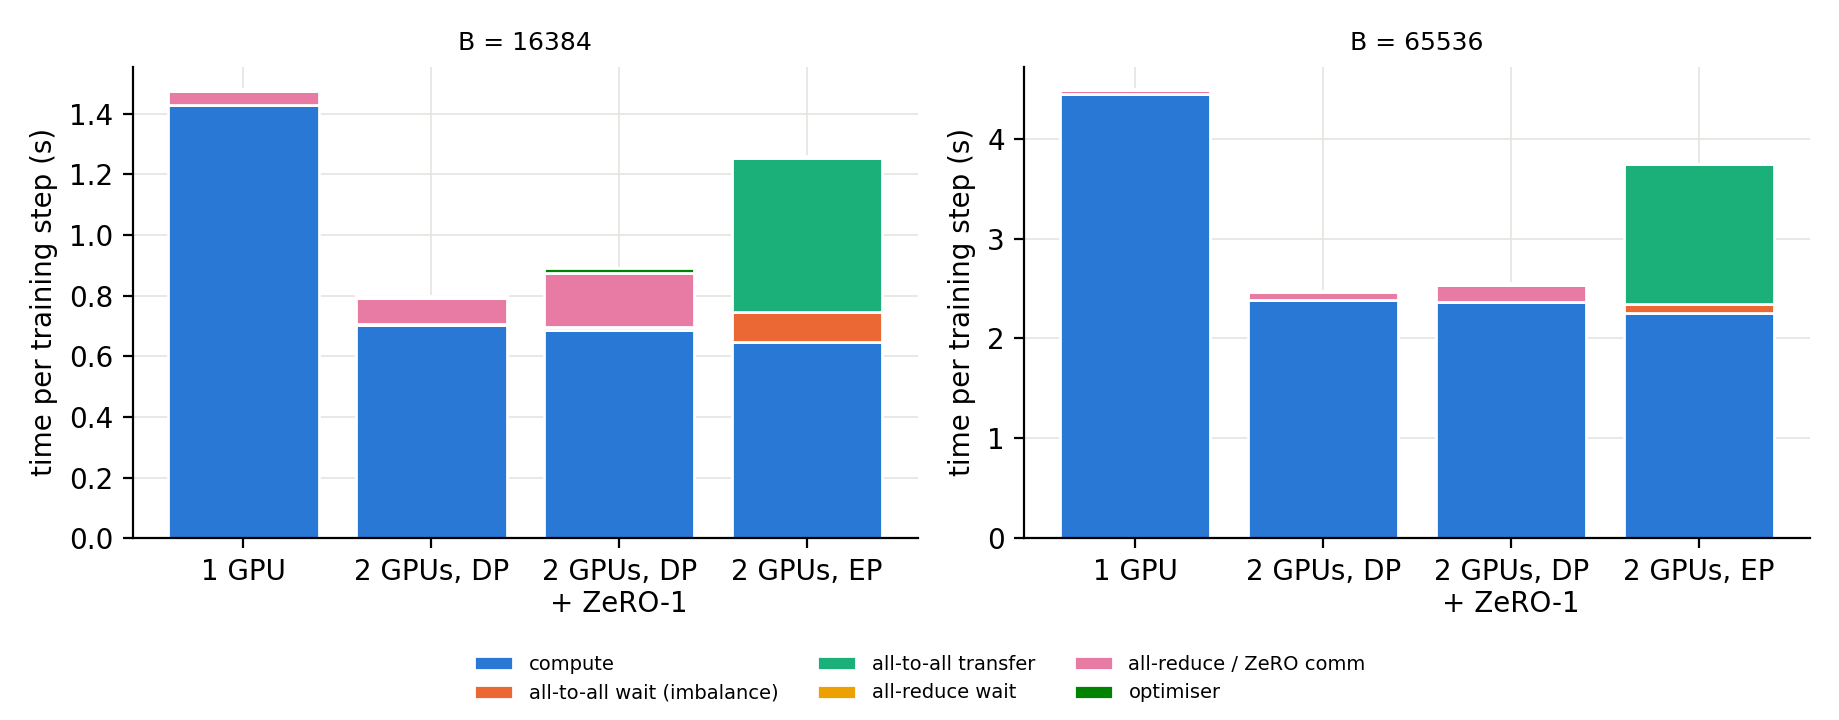 B = 16384
time per training step (s)
1.4
1.2
1.0
0.8
0.6
0.4
0.2
0.0
1 GPU
2 GPUs, DP
2 GPUs, DP
+ ZeRO-1
2 GPUs, EP
B = 65536
time per training step (s)
4
3
2
1
0
1 GPU
2 GPUs, DP
2 GPUs, DP
+ ZeRO-1
2 GPUs, EP
compute
all-to-all wait (imbalance)
all-to-all transfer
all-reduce wait
all-reduce / ZeRO comm
optimiser